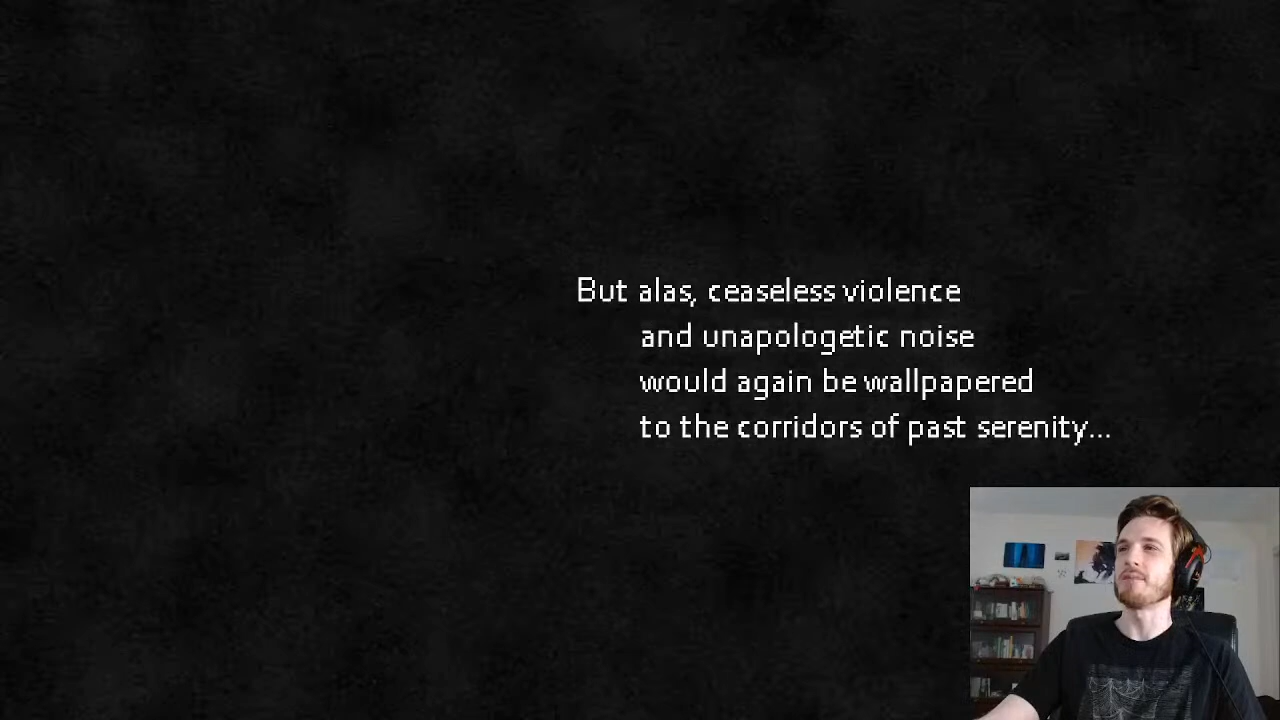 But alas, ceaseless violence
and unapologetic noise
would again be wallpapered
to the corridors of past serenity...